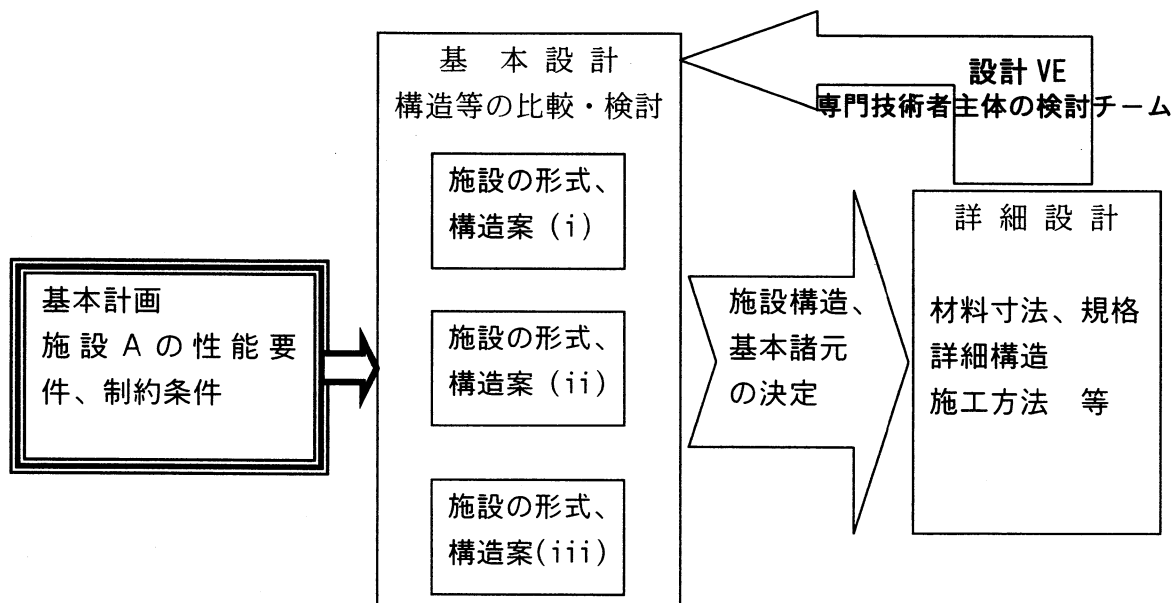 基本計画
施設Aの性能要
件、制約条件
基本設計
構造等の比較・検討
施設の形式、
構造案(i)
施設の形式、
構造案(ii)
施設の形式、
構造案(iii)
施設構造、
基本諸元
の決定
設計VE
専門技術者主体の検討チーム
詳細設計
材料寸法、規格
詳細構造
施工方法 等